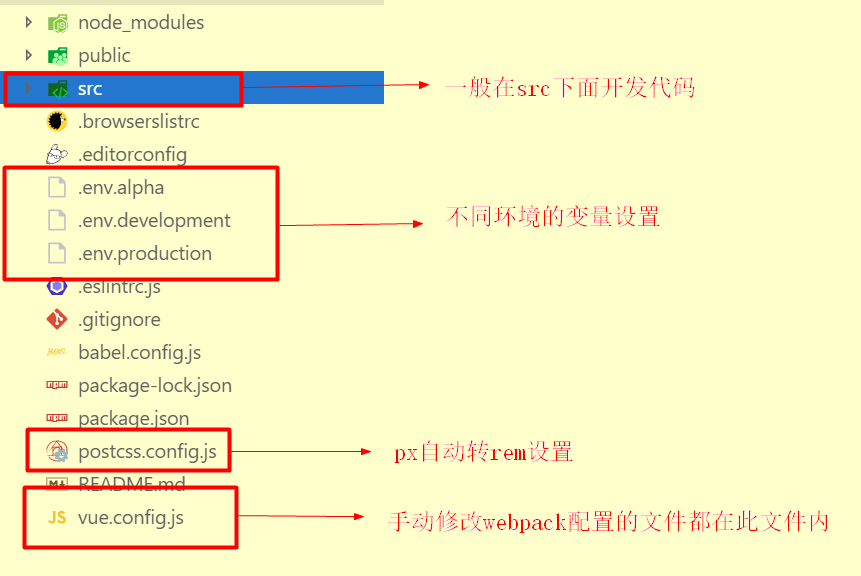 node_modules
public
src 一般在src下面开发代码
.browserslistrc
.editorconfig
.env.alpha
.env.development 不同环境的变量设置
.env.production
.eslintrc.js
.gitignore
babel.config.js
package-lock.json
package.json
postcss.config.js px自动转rem设置
README.md
JS vue.config.js 手动修改webpack配置的文件都在此文件内